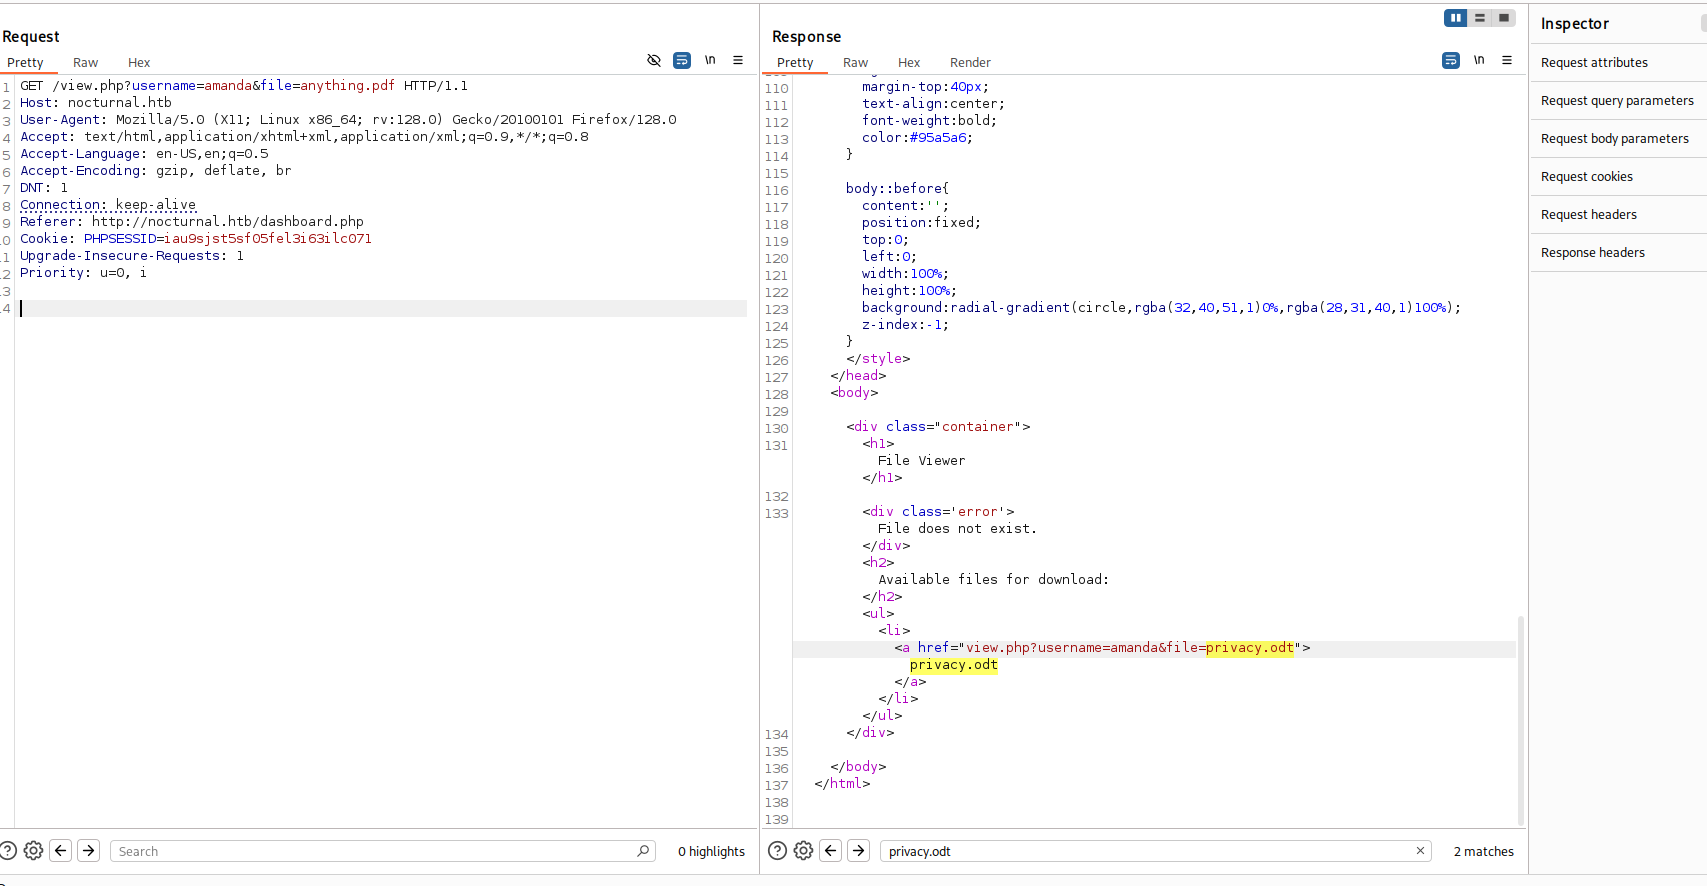 Request
Pretty Raw Hex \n
1 GET /view.php?username=amanda&file=anything.pdf HTTP/1.1
2 Host: nocturnal.htb
3 User-Agent: Mozilla/5.0 (X11; Linux x86_64; rv:128.0) Gecko/20100101 Firefox/128.0
4 Accept: text/html,application/xhtml+xml,application/xml;q=0.9,*/*;q=0.8
5 Accept-Language: en-US,en;q=0.5
6 Accept-Encoding: gzip, deflate, br
7 DNT: 1
8 Connection: keep-alive
9 Referer: http://nocturnal.htb/dashboard.php
.0 Cookie: PHPSESSID=iau9sjst5sf05fel3i63ilc071
.1 Upgrade-Insecure-Requests: 1
.2 Priority: u=0, i
.3
.4
Search
0 highlights
Response
Pretty Raw Hex Render \n
110 margin-top:40px;
111 text-align:center;
112 font-weight:bold;
113 color:#95a5a6;
114 }
115
116 body::before{
117 content:'';
118 position:fixed;
119 top:0;
120 left:0;
121 width:100%;
122 height:100%;
123 background:radial-gradient(circle,rgba(32,40,51,1)0%,rgba(28,31,40,1)100%);
124 z-index:-1;
125 }
126 </style>
127 </head>
128 <body>
129
130 <div class="container">
131 <h1>
File Viewer
</h1>
132
133 <div class='error'>
File does not exist.
</div>
<h2>
Available files for download:
</h2>
<ul>
<li>
<a href="view.php?username=amanda&file=privacy.odt">
privacy.odt
</a>
</li>
</ul>
134 </div>
135
136 </body>
137 </html>
138
139
privacy.odt
2 matches
Inspector
Request attributes
Request query parameters
Request body parameters
Request cookies
Request headers
Response headers